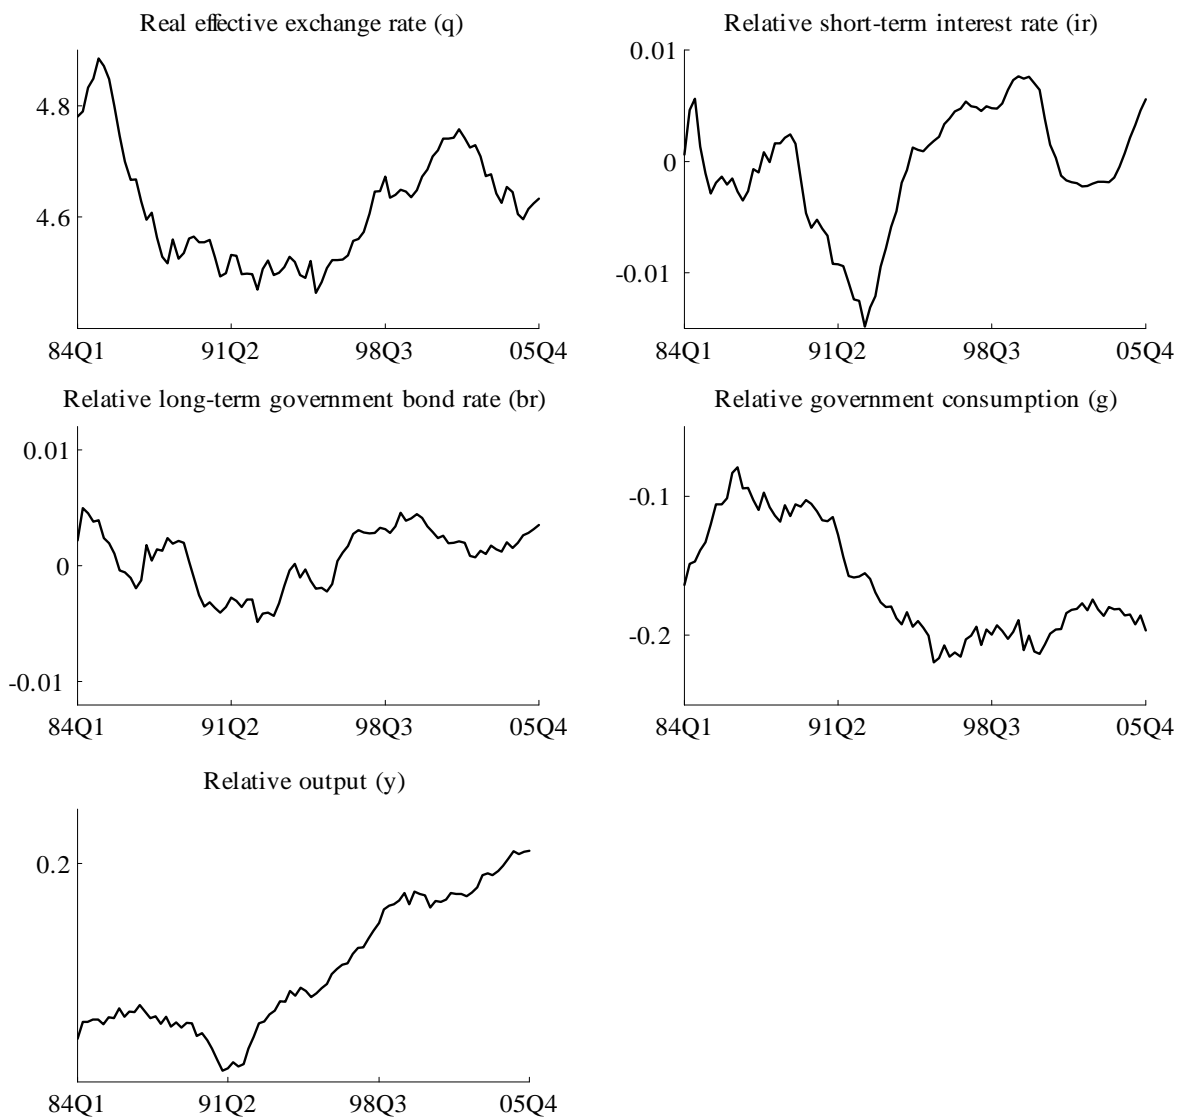 Real effective exchange rate (q)
4.8
4.6
84Q1 91Q2 98Q3 05Q4
Relative short-term interest rate (ir)
0.01
0
-0.01
84Q1 91Q2 98Q3 05Q4
Relative long-term government bond rate (br)
0.01
0
-0.01
84Q1 91Q2 98Q3 05Q4
Relative government consumption (g)
-0.1
-0.2
84Q1 91Q2 98Q3 05Q4
Relative output (y)
0.2
84Q1 91Q2 98Q3 05Q4